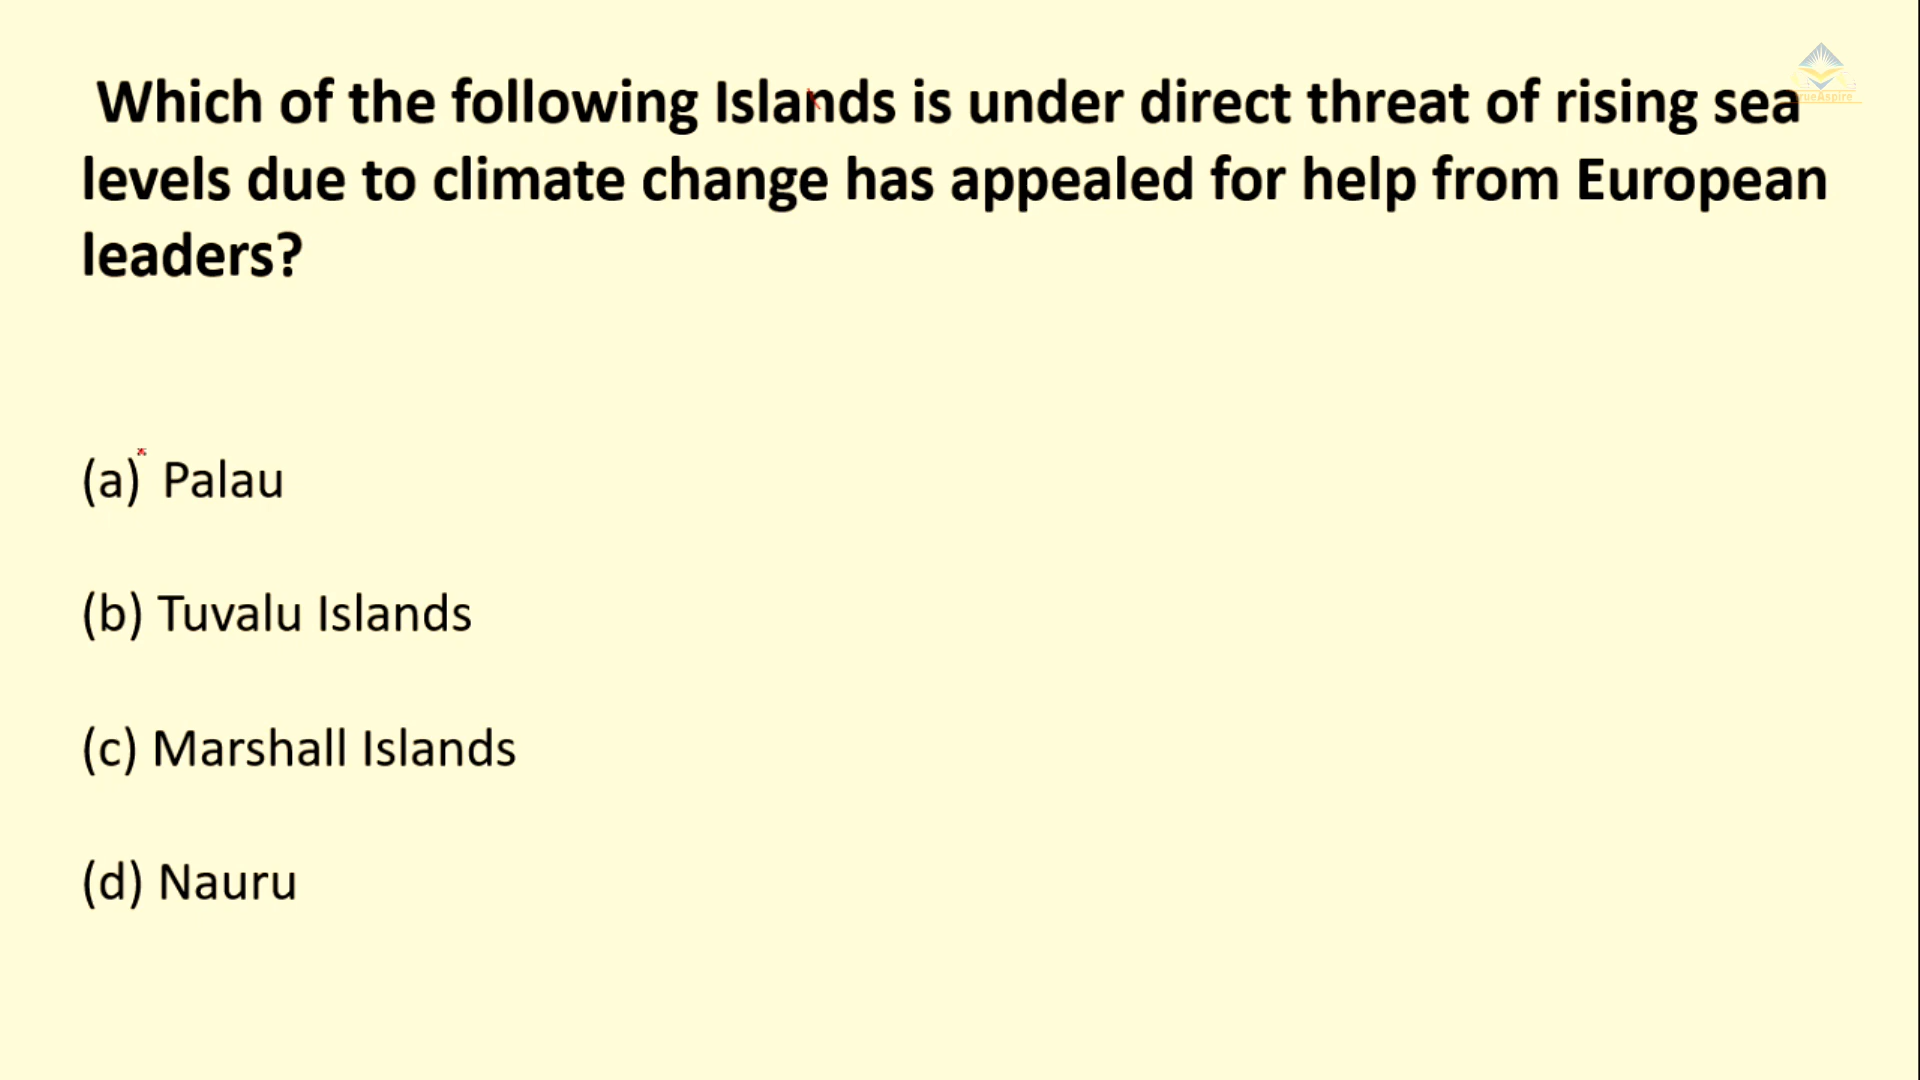 Which of the following Islands is under direct threat of rising sea
levels due to climate change has appealed for help from European
leaders?
(a) Palau
(b) Tuvalu Islands
(c) Marshall Islands
(d) Nauru